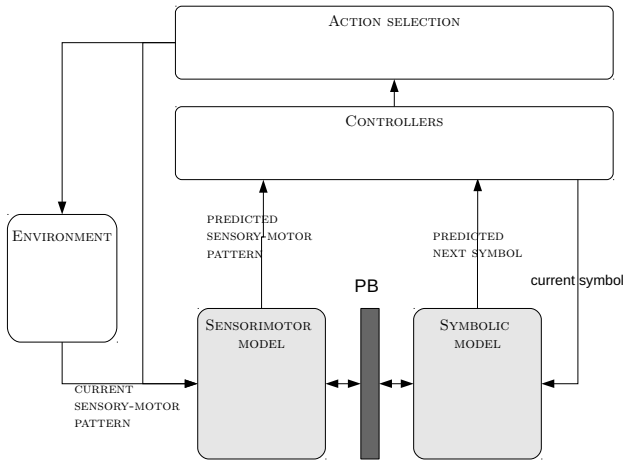 ACTION SELECTION
CONTROLLERS
ENVIRONMENT
PREDICTED
SENSORY-MOTOR
PATTERN
PREDICTED
NEXT SYMBOL
current symbol
PB
SENSORIMOTOR
MODEL
SYMBOLIC
MODEL
CURRENT
SENSORY-MOTOR
PATTERN